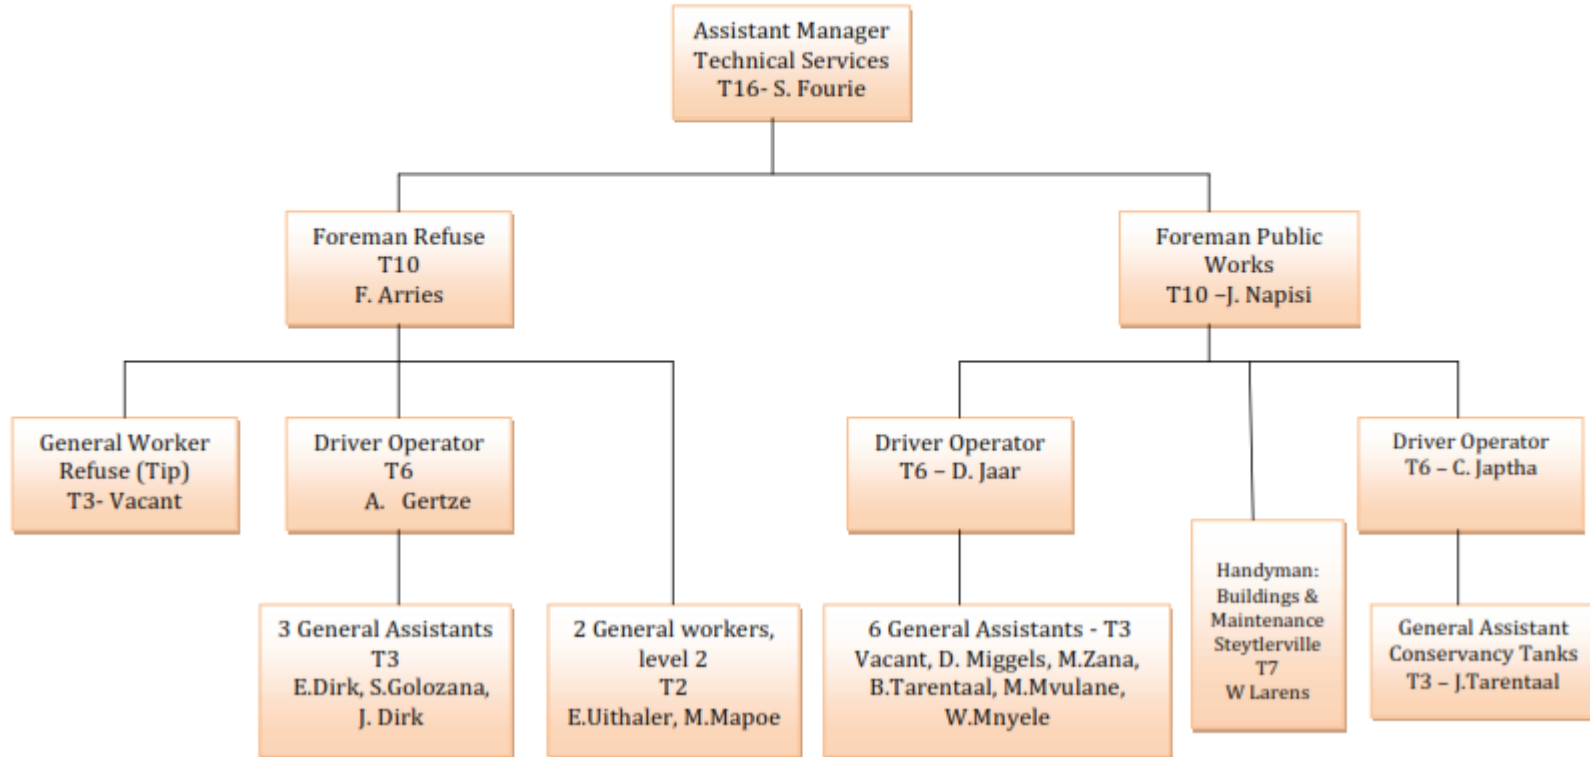 Assistant Manager
Technical Services
T16- S. Fourie
Foreman Refuse
T10
F. Arries
Foreman Public
Works
T10 –J. Napisi
General Worker
Refuse (Tip)
T3- Vacant
Driver Operator
T6
A. Gertze
Driver Operator
T6 – D. Jaar
Driver Operator
T6 – C. Japtha
Handyman:
Buildings &
Maintenance
Steytlerville
T7
W Larens
3 General Assistants
T3
E.Dirk, S.Golozana,
J. Dirk
2 General workers,
level 2
T2
E.Uithaler, M.Mapoe
6 General Assistants - T3
Vacant, D. Miggels, M.Zana,
B.Tarentaal, M.Mvulane,
W.Mnyele
General Assistant
Conservancy Tanks
T3 – J.Tarentaal